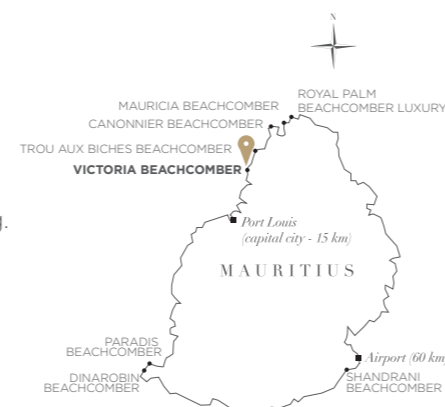 N
ROYAL PALM
BEACHCOMBER LUXURY
MAURICIA BEACHCOMBER
CANONNIER BEACHCOMBER
TROU AUX BICHES BEACHCOMBER
VICTORIA BEACHCOMBER
g.
Port Louis
(capital city - 15 km)
MAURITIUS
PARADIS
BEACHCOMBER
DINAROBIN
BEACHCOMBER
Airport (60 km
SHANDRANI
BEACHCOMBER